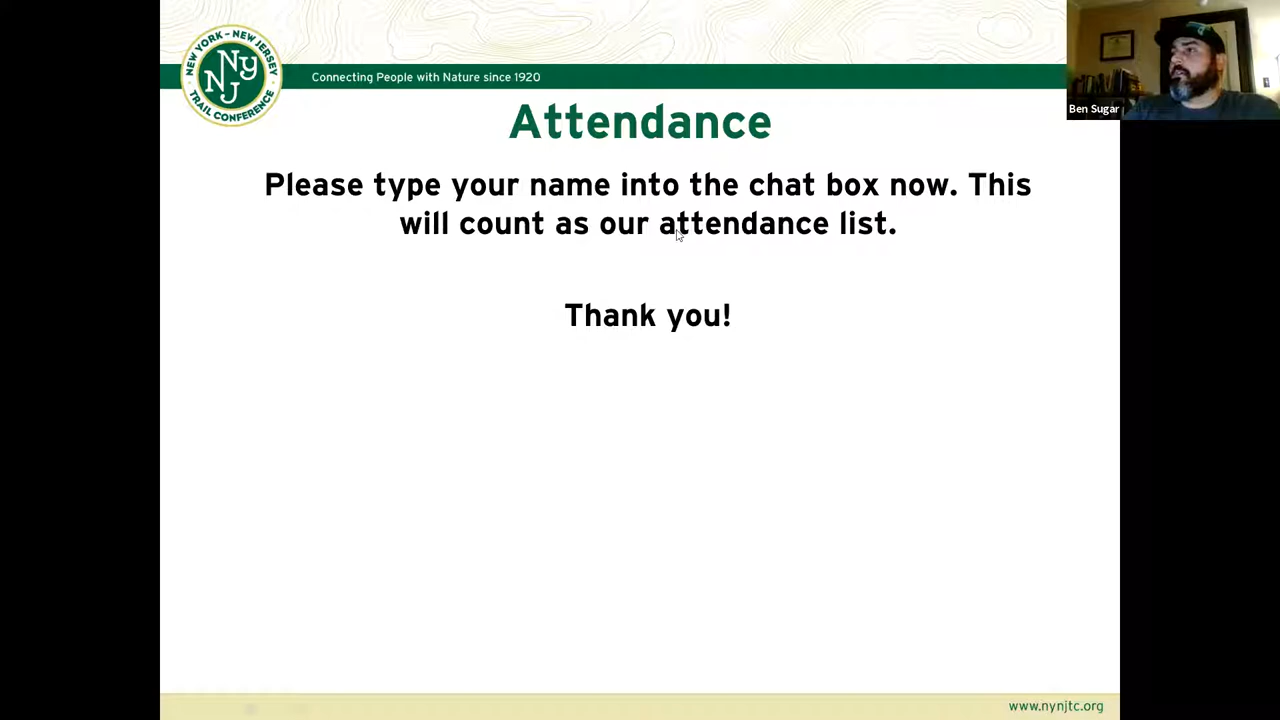 NEW YORK - NEW JERSEY
NY
NJ
TRAIL CONFERENCE
Connecting People with Nature since 1920
Ben Sugar
Attendance
Please type your name into the chat box now. This
will count as our attendance list.
Thank you!
www.nynjtc.org